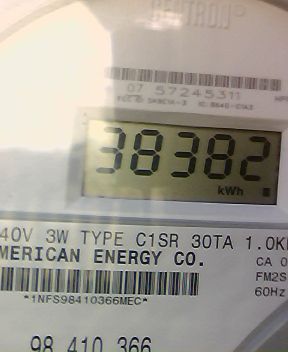 CENTRON®
07 57245311
38382
kWh
40V 3W TYPE C1SR 30TA 1.0K
MERICAN ENERGY CO.
CA 0
FM2S
60Hz
*1NFS98410366MEC*
98 410 366